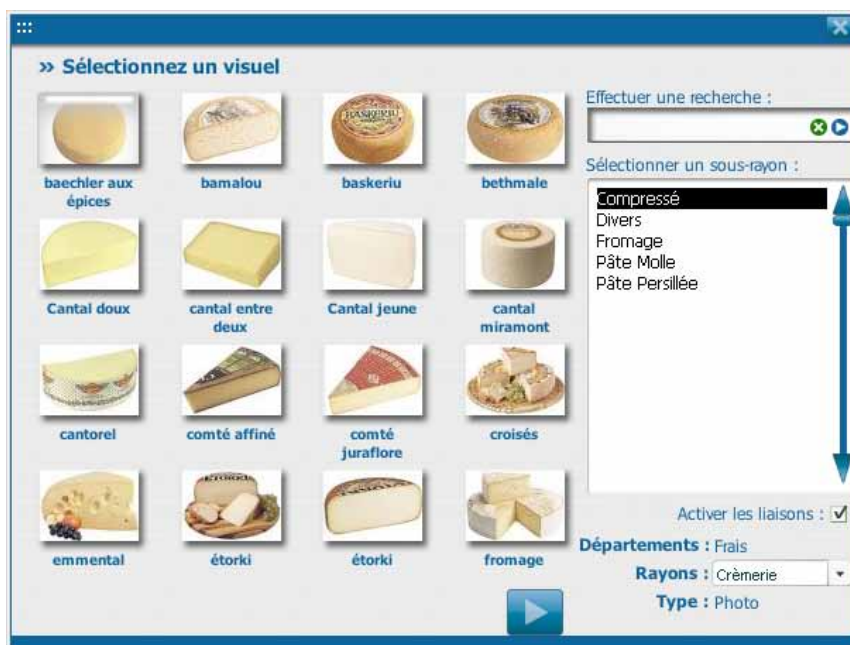 » Sélectionnez un visuel
baechler aux
épices
bamalou
baskeriu
bethmale
Cantal doux
cantal entre
deux
Cantal jeune
cantal
miramont
cantorel
comté affiné
comté
juraflore
croisés
emmental
étorki
étorki
fromage
Effectuer une recherche :
Sélectionner un sous-rayon :
Compressé
Divers
Fromage
Pâte Molle
Pâte Persillée
Activer les liaisons :
Départements : Frais
Rayons : Crèmerie
Type : Photo